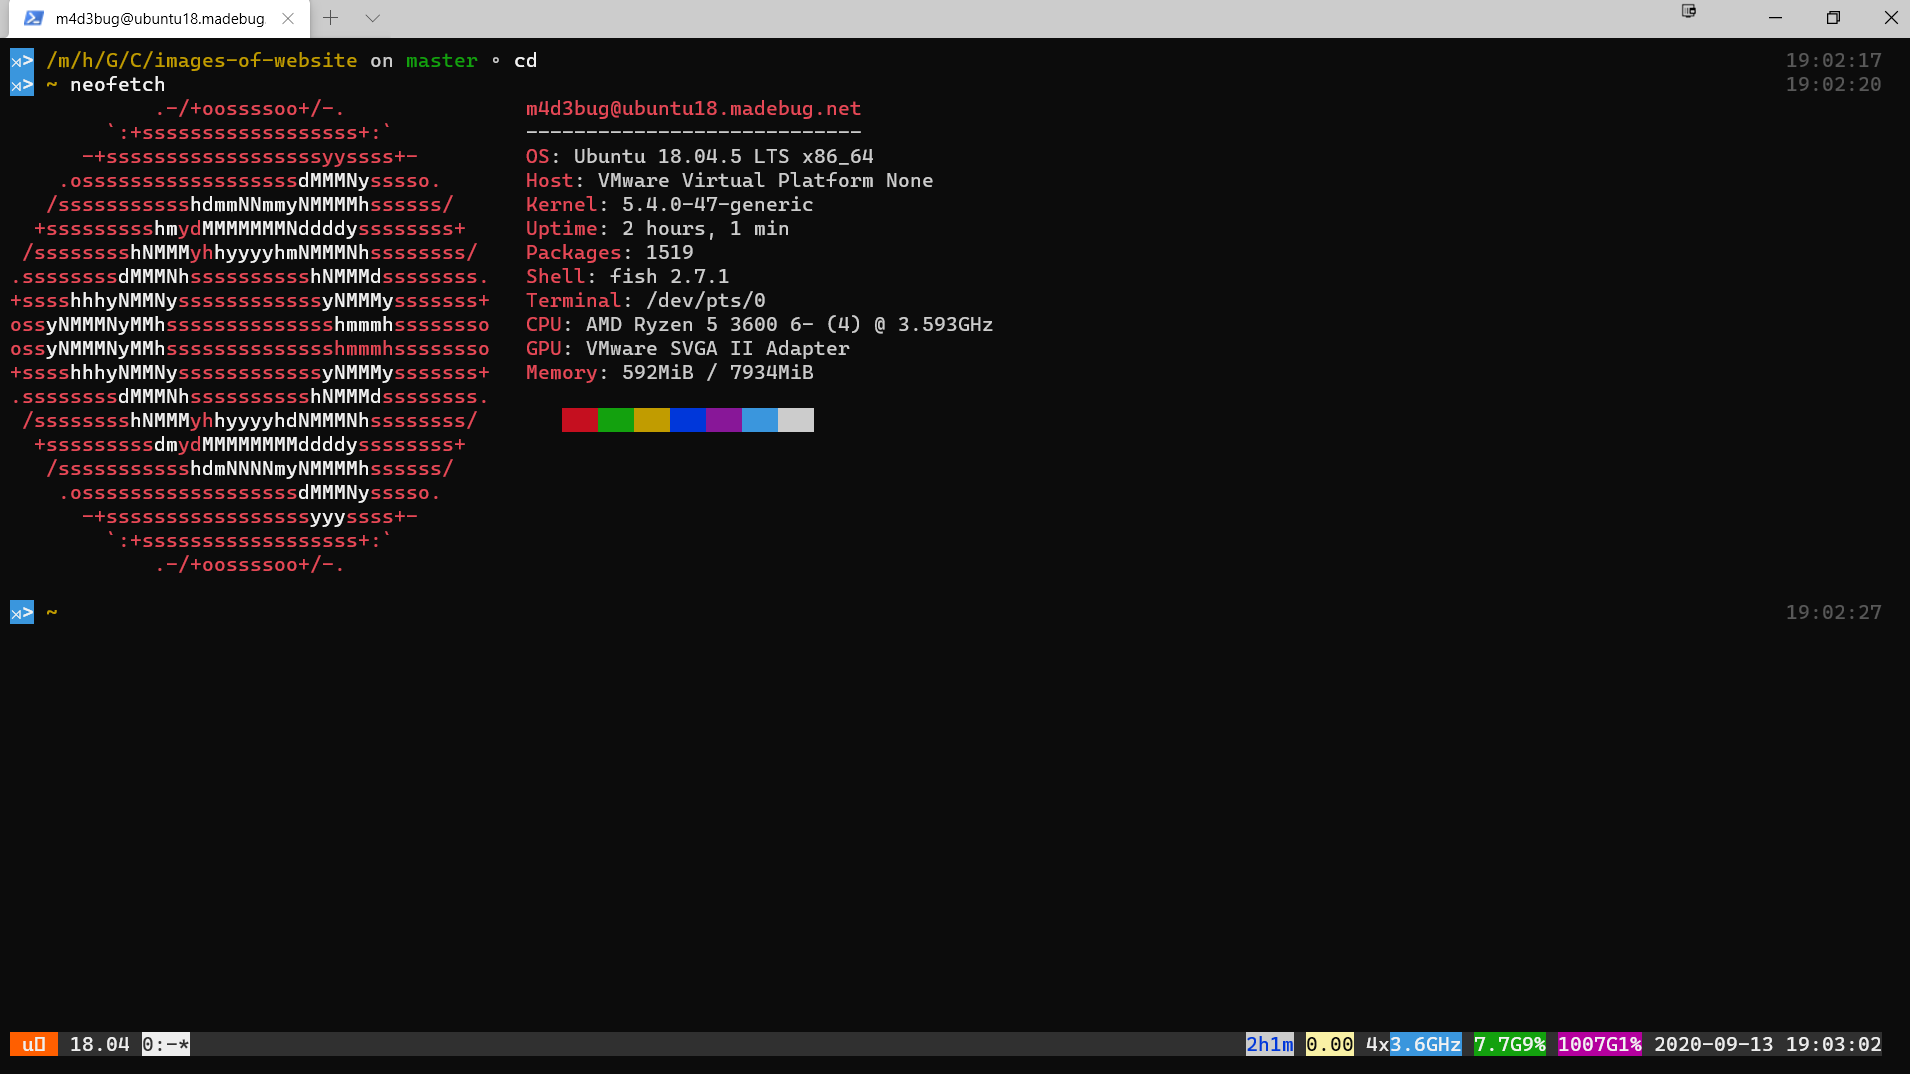 m4d3bug@ubuntu18.madebug
⋊> /m/h/G/C/images-of-website on master ∘ cd 19:02:17
⋊> ~ neofetch 19:02:20
.-/+oossssoo+/-. m4d3bug@ubuntu18.madebug.net
`:+ssssssssssssssssss+:` ----------------------------
-+ssssssssssssssssssyyssss+- OS: Ubuntu 18.04.5 LTS x86_64
.ossssssssssssssssssdMMMNysssso. Host: VMware Virtual Platform None
/ssssssssssshdmmNNmmyNMMMMhssssss/ Kernel: 5.4.0-47-generic
+ssssssssshmydMMMMMMMNddddyssssssss+ Uptime: 2 hours, 1 min
/sssssssshNMMMyhhyyyyhmNMMMNhssssssss/ Packages: 1519
.ssssssssdMMMNhsssssssssshNMMMdssssssss. Shell: fish 2.7.1
+sssshhhyNMMNyssssssssssssyNMMMysssssss+ Terminal: /dev/pts/0
ossyNMMMNyMMhsssssssssssssshmmmhssssssso CPU: AMD Ryzen 5 3600 6- (4) @ 3.593GHz
ossyNMMMNyMMhsssssssssssssshmmmhssssssso GPU: VMware SVGA II Adapter
+sssshhhyNMMNyssssssssssssyNMMMysssssss+ Memory: 592MiB / 7934MiB
.ssssssssdMMMNhsssssssssshNMMMdssssssss.
/sssssssshNMMMyhhyyyyhdNMMMNhssssssss/
+sssssssssdmydMMMMMMMMddddyssssssss+
/ssssssssssshdmNNNNmyNMMMMhssssss/
.ossssssssssssssssssdMMMNysssso.
-+sssssssssssssssssyyyssss+-
`:+ssssssssssssssssss+:`
.-/+oossssoo+/-.
⋊> ~ 19:02:27
u 18.04 0:-* 2h1m 0.00 4x3.6GHz 7.7G9% 1007G1% 2020-09-13 19:03:02